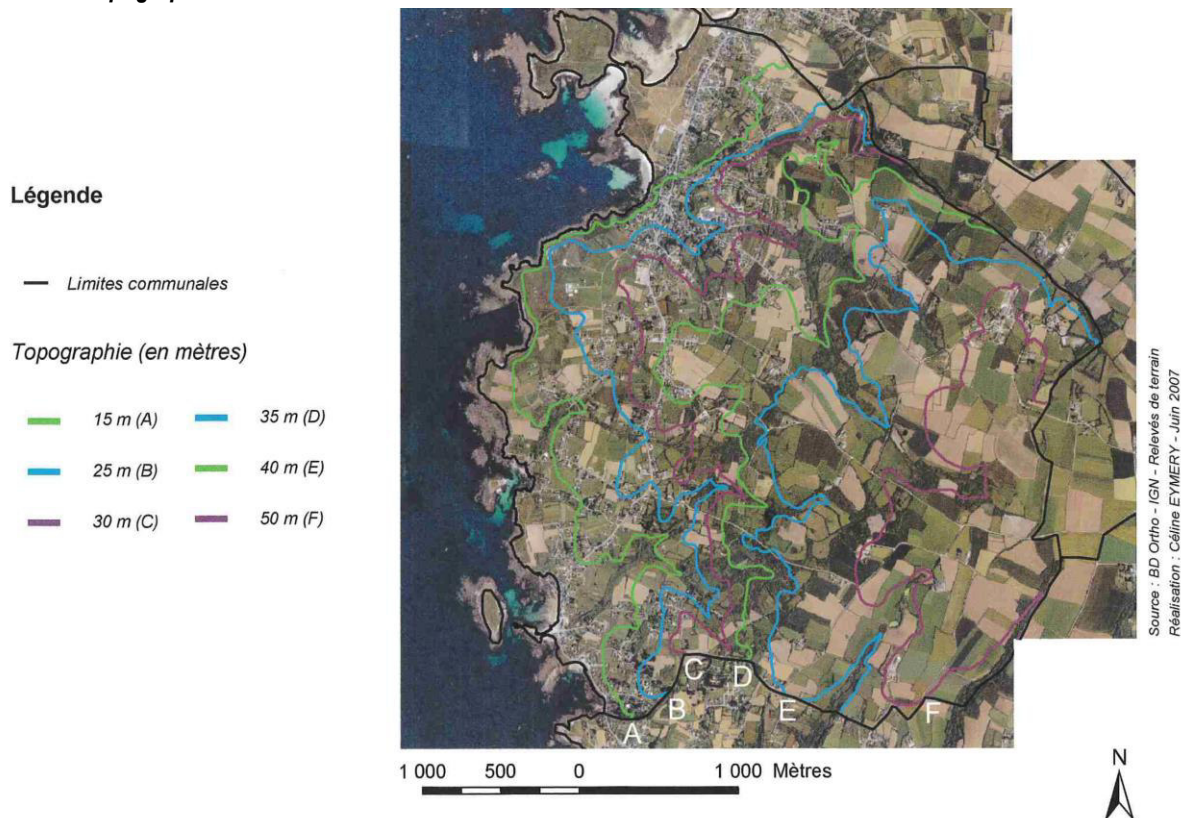 Légende
Limites communales
Topographie (en mètres)
15 m (A)
35 m (D)
25 m (B)
40 m (E)
30 m (C)
50 m (F)
A
B
C
D
E
F
1 000 500 0 1 000 Mètres
N
Source : BD Ortho - IGN - Relevés de terrain
Réalisation : Céline EYMERY - Juin 2007